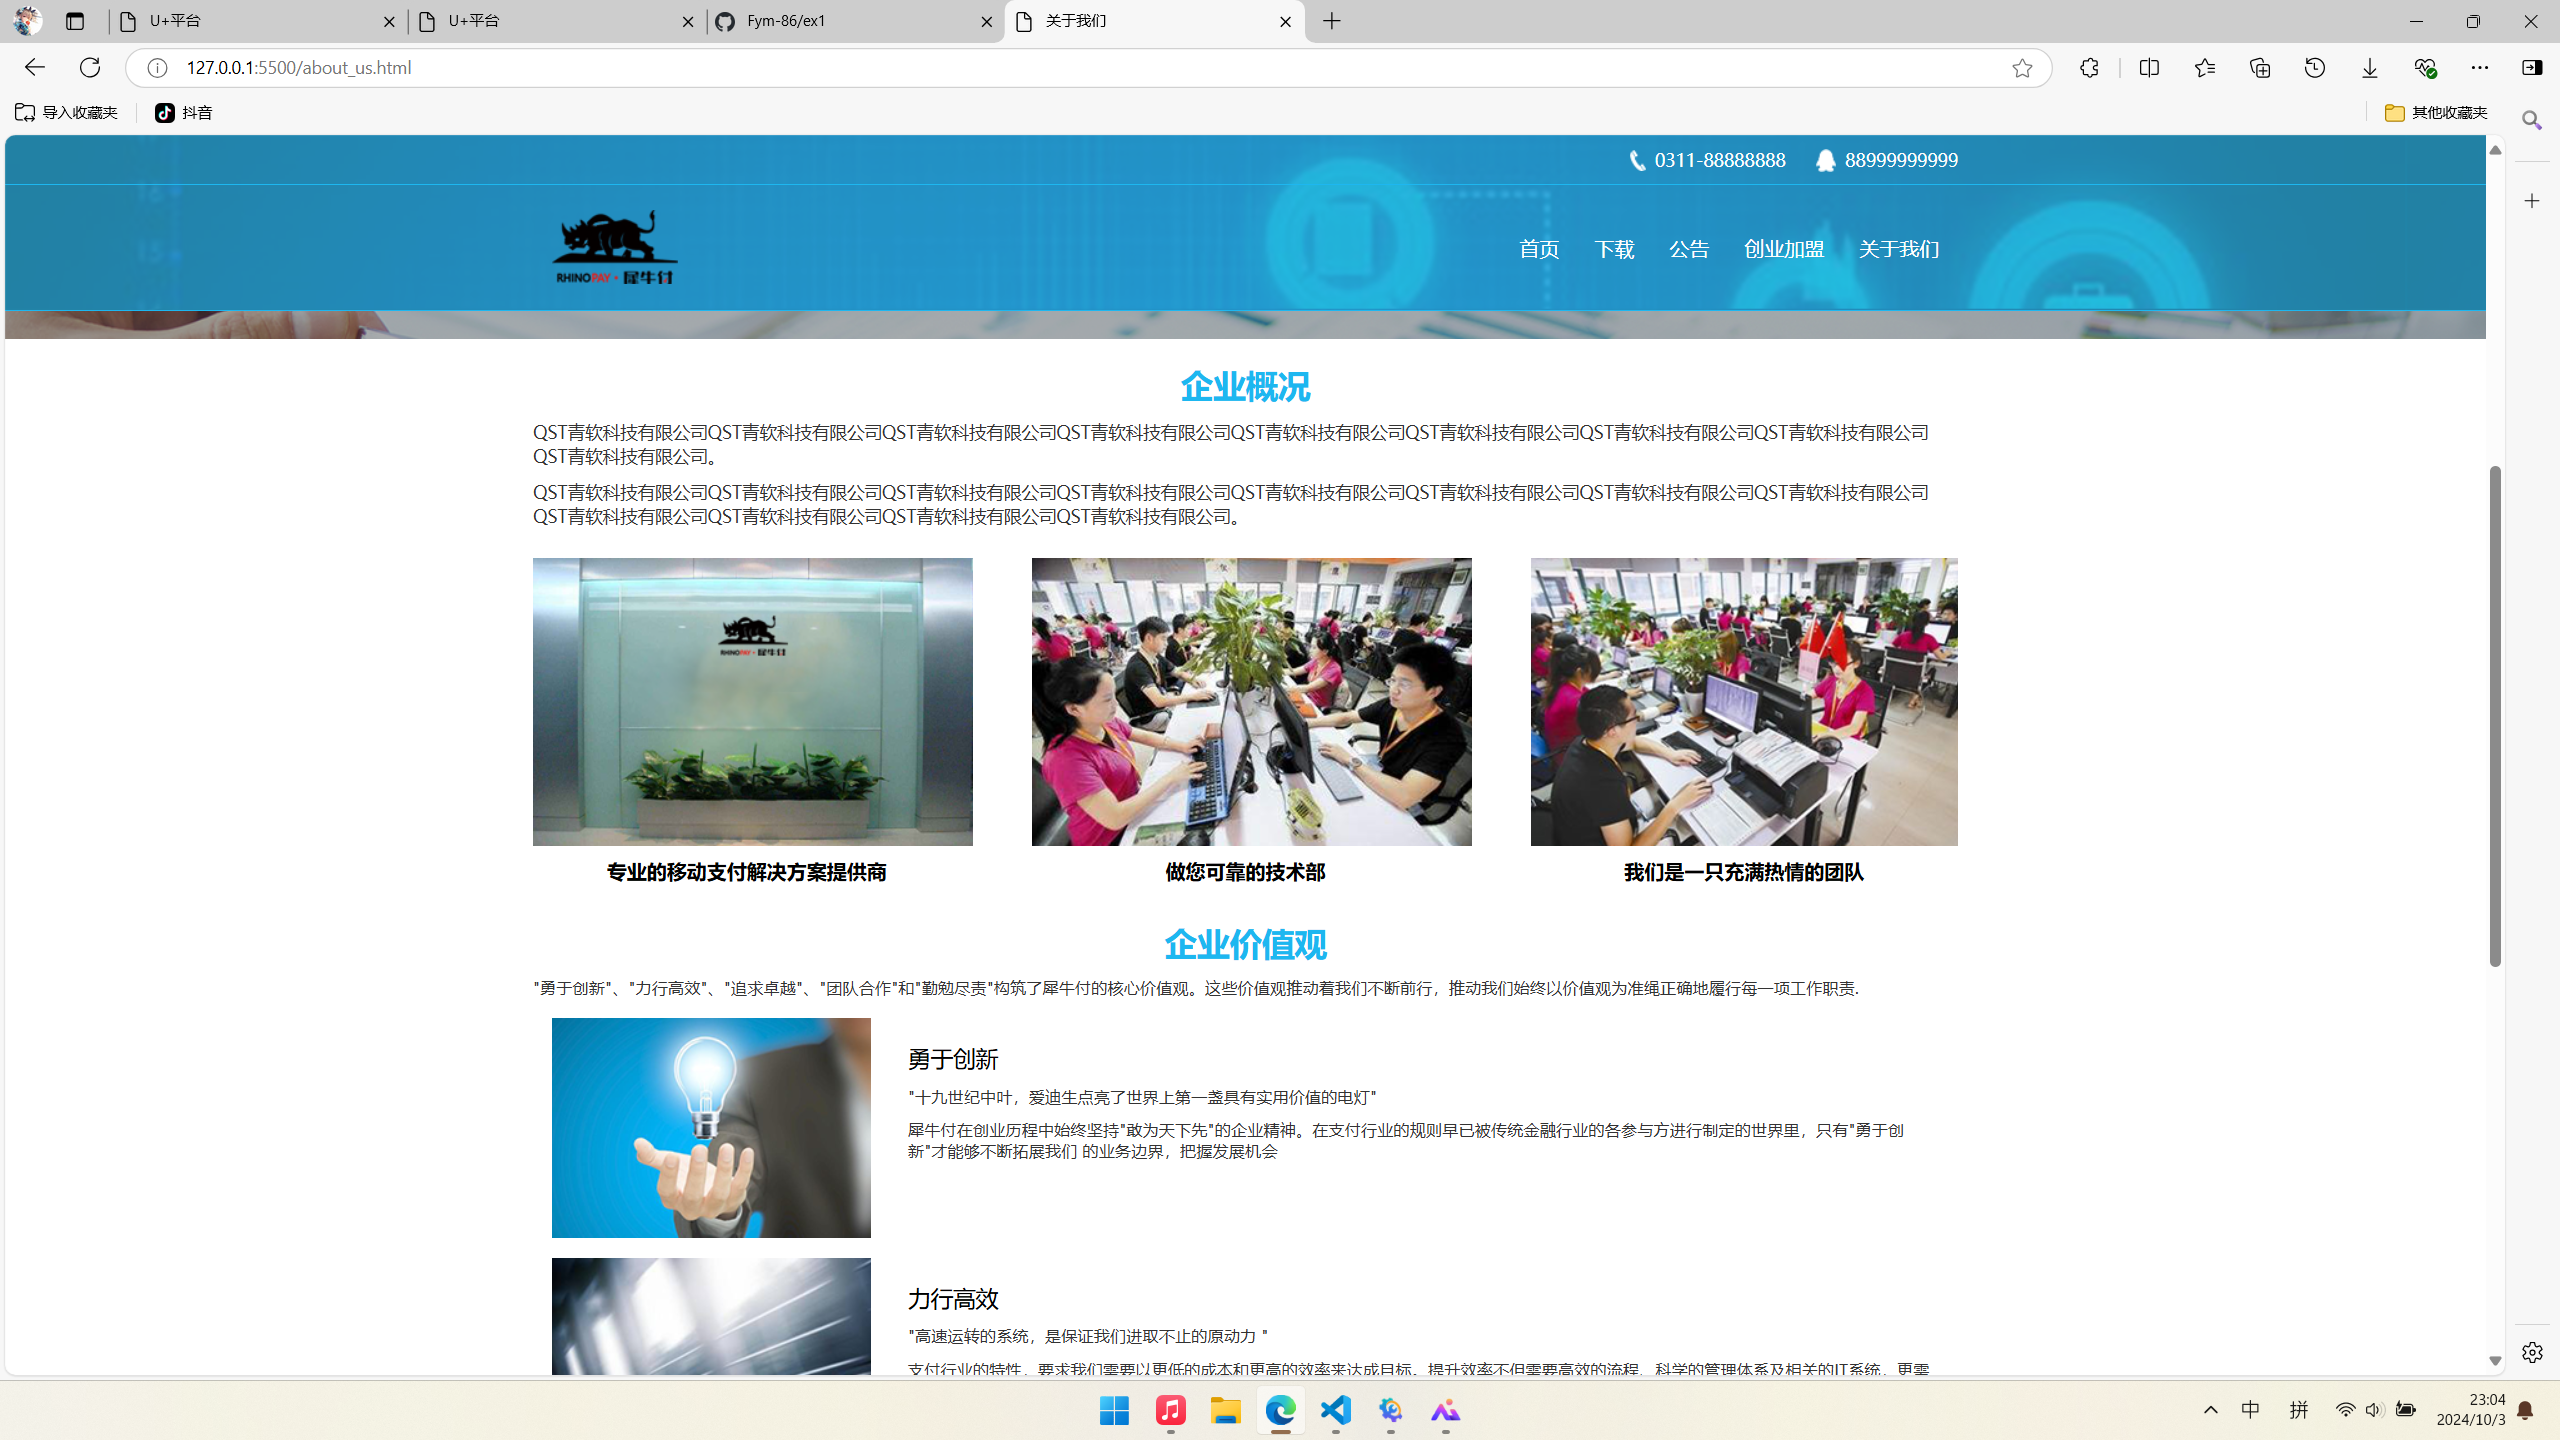 U+平台
U+平台
Fym-86/ex1
关于我们
127.0.0.1:5500/about_us.html
导入收藏夹
抖音
其他收藏夹
0311-88888888
88999999999
RHINOPAY·犀牛付
首页 下载 公告 创业加盟 关于我们
企业概况
QST青软科技有限公司QST青软科技有限公司QST青软科技有限公司QST青软科技有限公司QST青软科技有限公司QST青软科技有限公司QST青软科技有限公司QST青软科技有限公司
QST青软科技有限公司。
QST青软科技有限公司QST青软科技有限公司QST青软科技有限公司QST青软科技有限公司QST青软科技有限公司QST青软科技有限公司QST青软科技有限公司QST青软科技有限公司
QST青软科技有限公司QST青软科技有限公司QST青软科技有限公司QST青软科技有限公司。
RHINOPAY·犀牛付
专业的移动支付解决方案提供商
做您可靠的技术部
我们是一只充满热情的团队
企业价值观
"勇于创新"、"力行高效"、"追求卓越"、"团队合作"和"勤勉尽责"构筑了犀牛付的核心价值观。这些价值观推动着我们不断前行，推动我们始终以价值观为准绳正确地履行每一项工作职责.
勇于创新
"十九世纪中叶，爱迪生点亮了世界上第一盏具有实用价值的电灯"
犀牛付在创业历程中始终坚持"敢为天下先"的企业精神。在支付行业的规则早已被传统金融行业的各参与方进行制定的世界里，只有"勇于创
新"才能够不断拓展我们 的业务边界，把握发展机会
力行高效
"高速运转的系统，是保证我们进取不止的原动力 "
支付行业的特性，要求我们需要以更低的成本和更高的效率来达成目标。提升效率不但需要高效的流程，科学的管理体系及相关的IT系统，更需
中
拼
23:04
2024/10/3